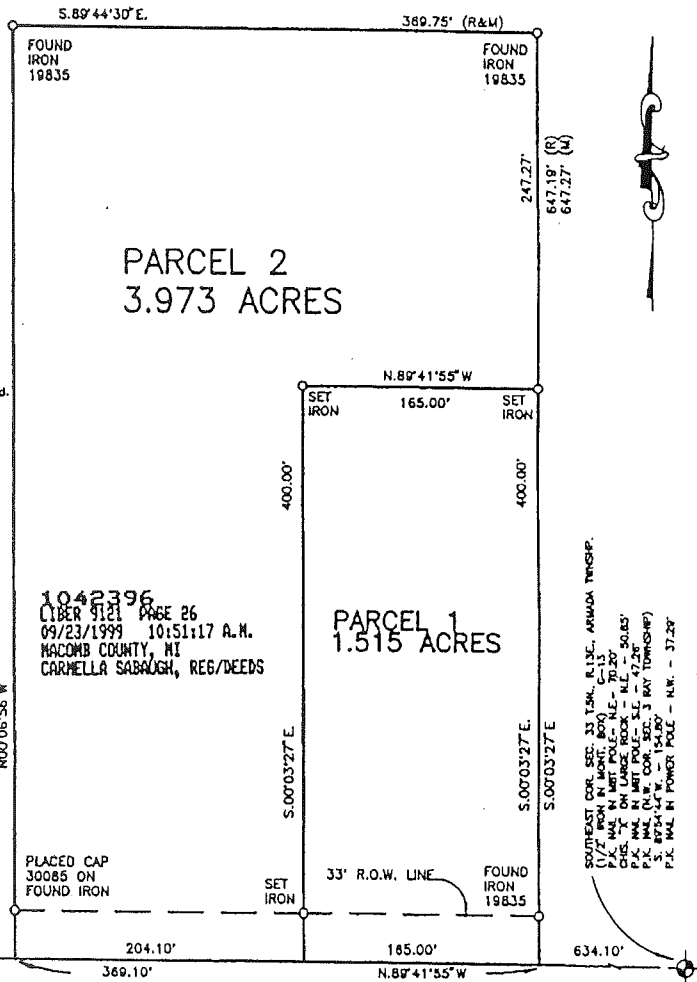 S.89°44'30"E.
369.75' (R&M)
FOUND
IRON
19835
FOUND
IRON
19835
247.27'
647.19' (R)
647.27' (M)
PARCEL 2
3.973 ACRES
d.
N.89°41'55"W
165.00'
SET
IRON
SET
IRON
400.00'
400.00'
1042396
LIBER 9121 PAGE 26
09/23/1999 10:51:17 A.M.
MACOMB COUNTY, MI
CARMELLA SABAUGH, REG/DEEDS
PARCEL 1
1.515 ACRES
N00°06'56"W
S.00°03'27"E.
S.00°03'27"E.
S.00°03'27"E.
SOUTHEAST COR. SEC. 33 T.5N., R.13E., ARMADA TWNSHP.
(1/2" IRON IN MONT. BOX) G-13
P.K. NAIL IN MBT POLE- N.E.- 70.20'
CHIS. "X" ON LARGE ROCK - N.E. - 50.85'
P.K. NAIL IN MBT POLE- S.E. - 47.26'
P.K. NAIL (N.W. COR. SEC. 3 RAY TOWNSHIP)
S. 89°54'44"W. - 154.80'
P.K. NAIL IN POWER POLE - N.W. - 37.29'
PLACED CAP
30085 ON
FOUND IRON
SET
IRON
33' R.O.W. LINE
FOUND
IRON
19835
204.10'
165.00'
634.10'
369.10'
N.89°41'55"W